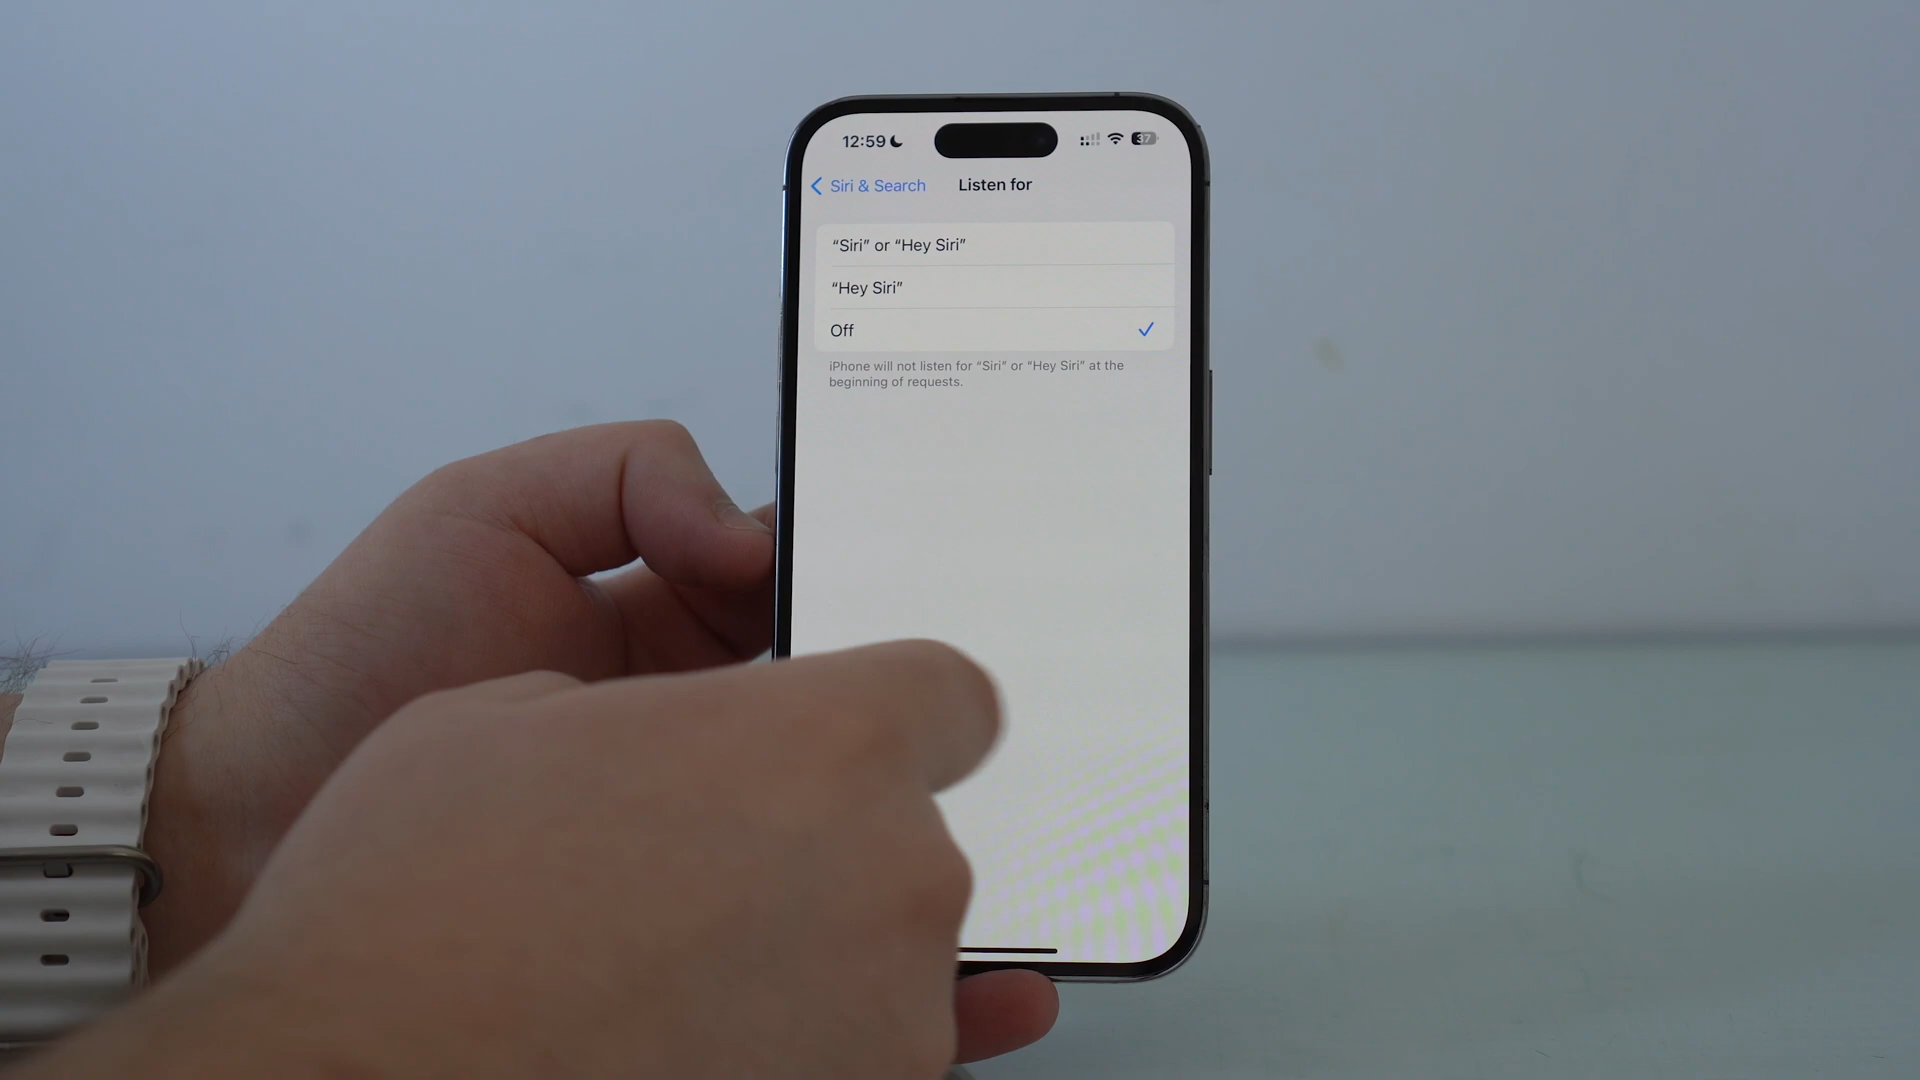 12:59
37
Siri & Search
Listen for
“Siri” or “Hey Siri”
“Hey Siri”
Off
iPhone will not listen for “Siri” or “Hey Siri” at the
beginning of requests.